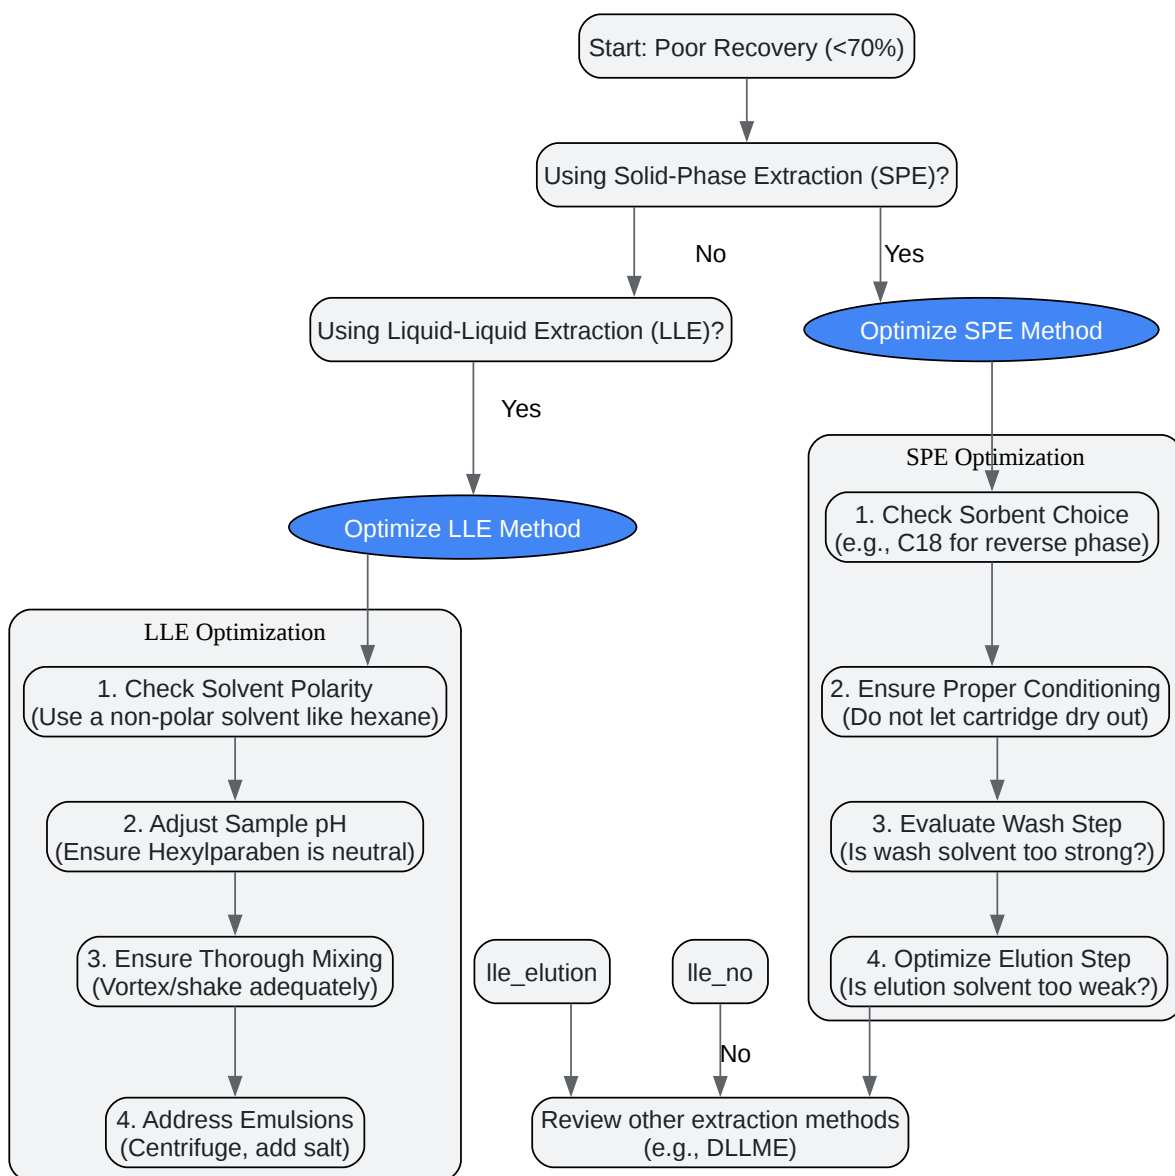 Start: Poor Recovery (<70%)
Using Solid-Phase Extraction (SPE)?
No
Yes
Using Liquid-Liquid Extraction (LLE)?
Optimize SPE Method
Yes
Optimize LLE Method
SPE Optimization
1. Check Sorbent Choice
(e.g., C18 for reverse phase)
2. Ensure Proper Conditioning
(Do not let cartridge dry out)
3. Evaluate Wash Step
(Is wash solvent too strong?)
4. Optimize Elution Step
(Is elution solvent too weak?)
LLE Optimization
1. Check Solvent Polarity
(Use a non-polar solvent like hexane)
2. Adjust Sample pH
(Ensure Hexylparaben is neutral)
3. Ensure Thorough Mixing
(Vortex/shake adequately)
4. Address Emulsions
(Centrifuge, add salt)
lle_elution
lle_no
No
Review other extraction methods
(e.g., DLLME)